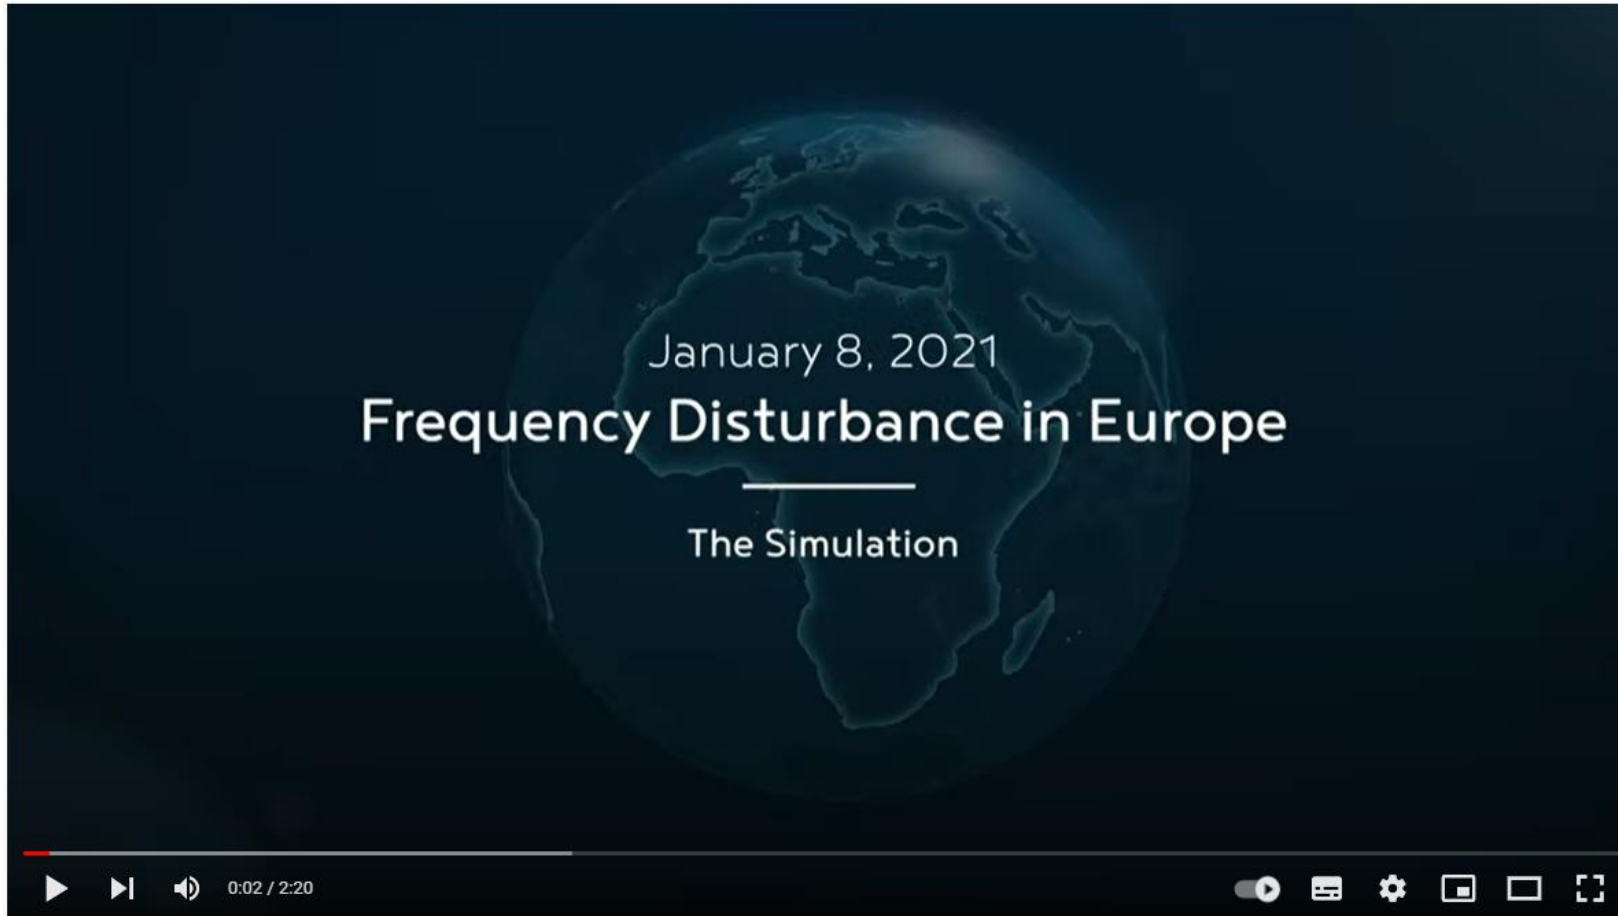 January 8, 2021
Frequency Disturbance in Europe
The Simulation
0:02 / 2:20